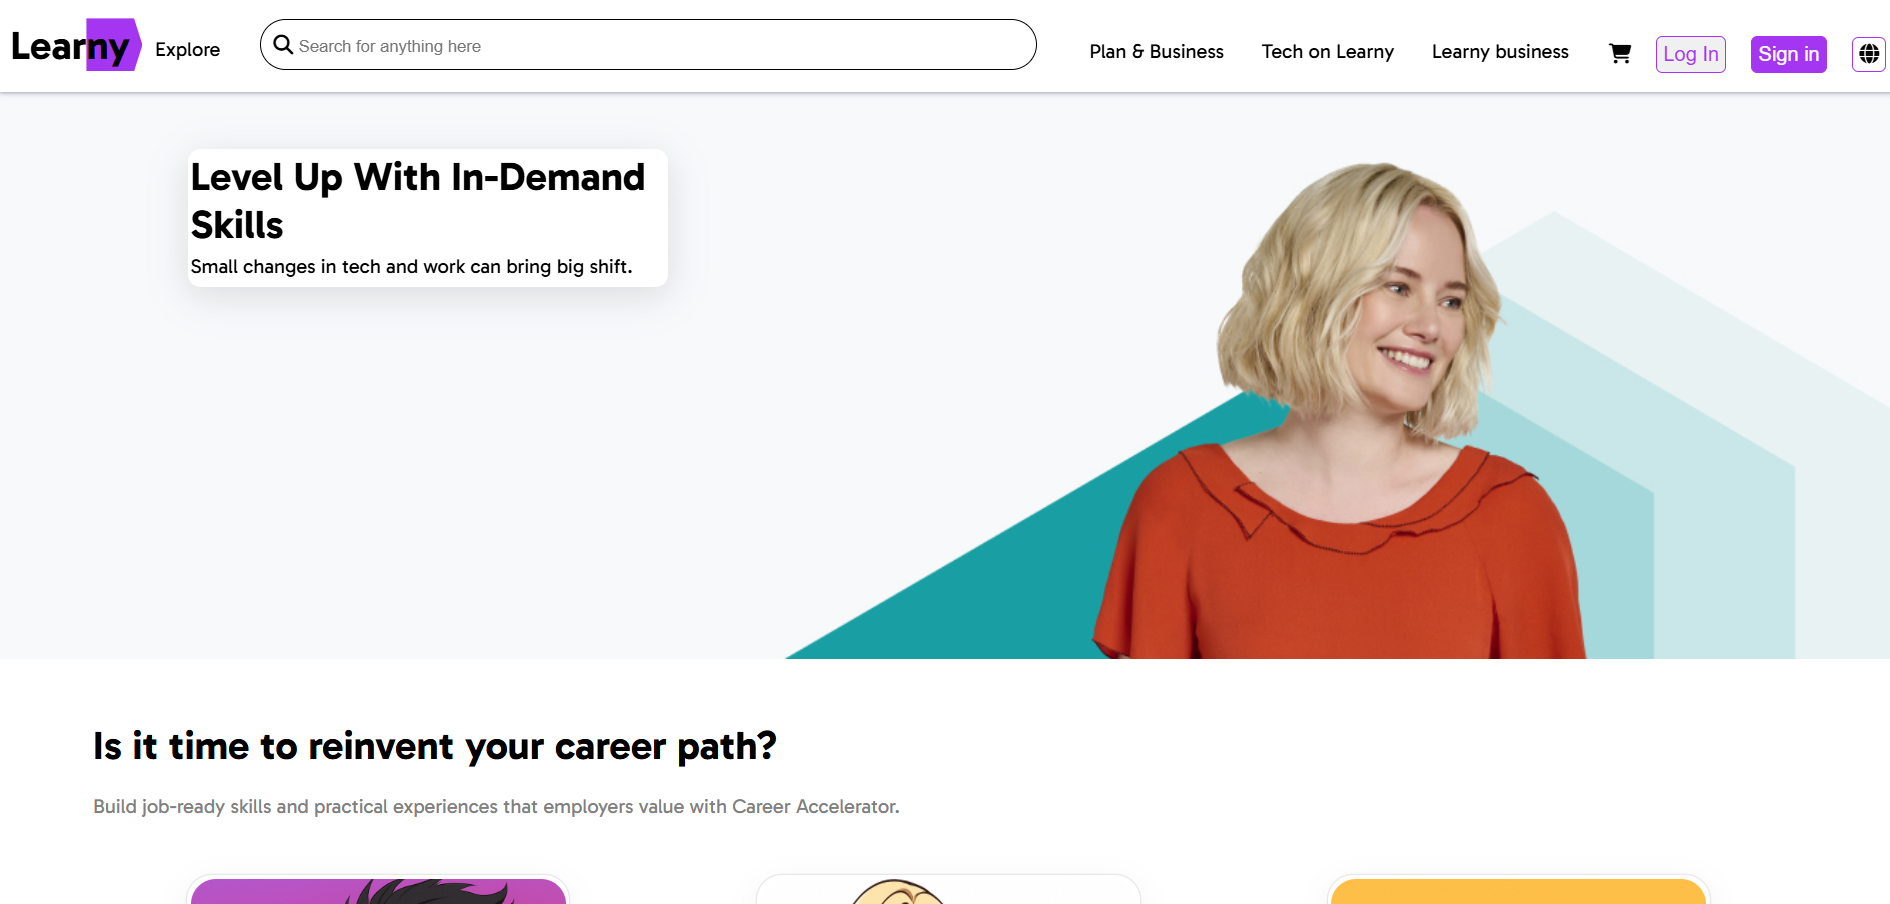 Learny
Explore
Search for anything here
Plan & Business
Tech on Learny
Learny business
Log In
Sign in
Level Up With In-Demand
Skills
Small changes in tech and work can bring big shift.
Is it time to reinvent your career path?
Build job-ready skills and practical experiences that employers value with Career Accelerator.